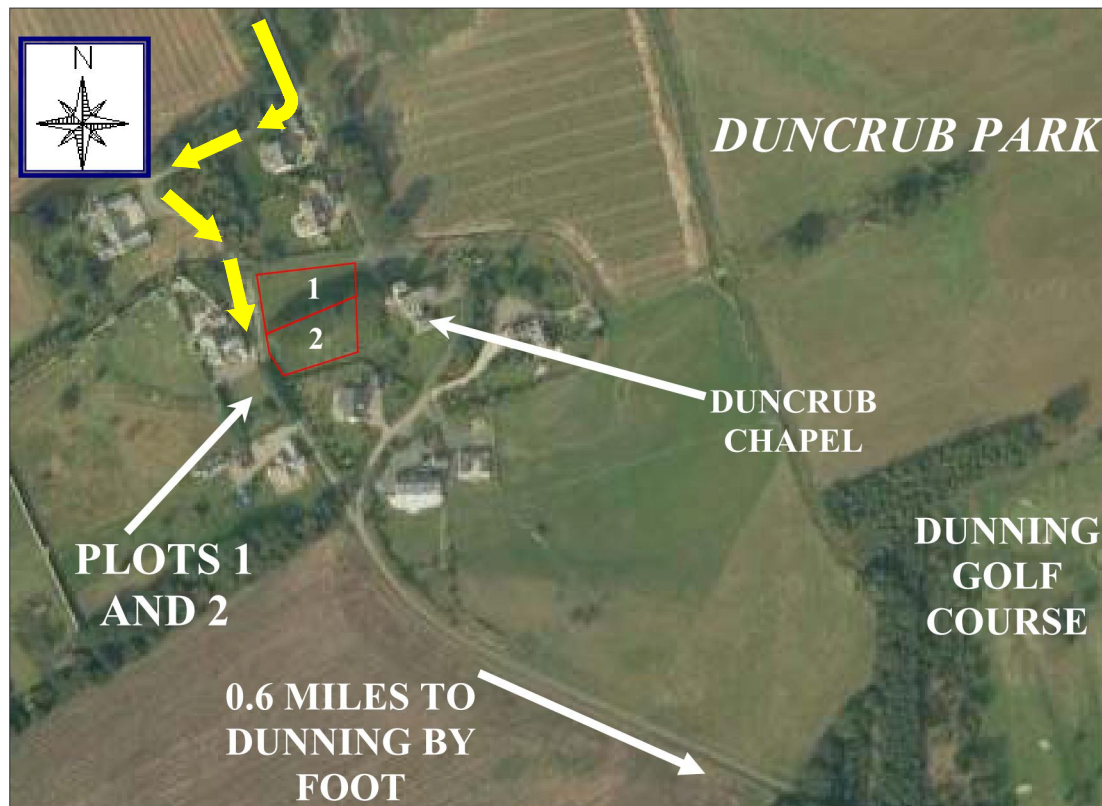 N
DUNCRUB PARK
1
2
DUNCRUB
CHAPEL
PLOTS 1
AND 2
DUNNING
GOLF
COURSE
0.6 MILES TO
DUNNING BY
FOOT